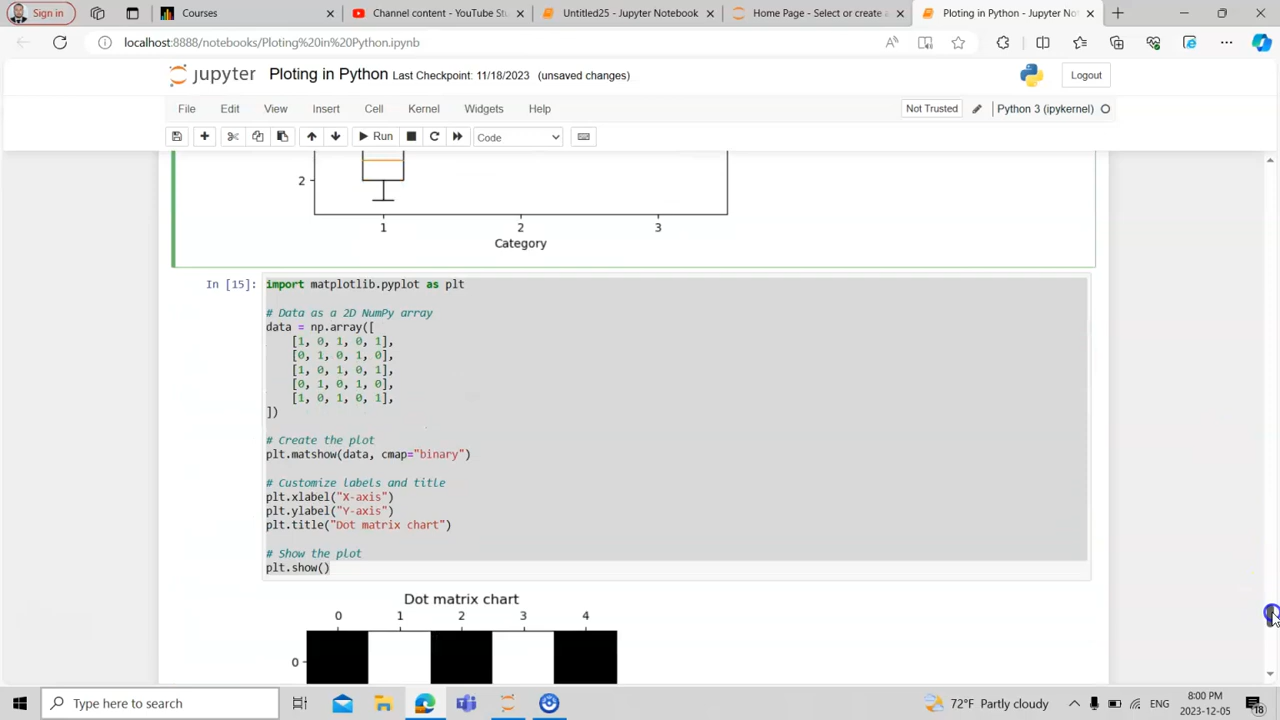 Sign in
Courses
Channel content - YouTube Stu
Untitled25 - Jupyter Notebook
Home Page - Select or create a
Ploting in Python - Jupyter Not
localhost:8888/notebooks/Ploting%20in%20Python.ipynb
jupyter Ploting in Python Last Checkpoint: 11/18/2023 (unsaved changes)
Logout
File Edit View Insert Cell Kernel Widgets Help
Not Trusted
Python 3 (ipykernel)
Run
Code
2
1 2 3
Category
In [15]:
import matplotlib.pyplot as plt
# Data as a 2D NumPy array
data = np.array([
[1, 0, 1, 0, 1],
[0, 1, 0, 1, 0],
[1, 0, 1, 0, 1],
[0, 1, 0, 1, 0],
[1, 0, 1, 0, 1],
])
# Create the plot
plt.matshow(data, cmap="binary")
# Customize labels and title
plt.xlabel("X-axis")
plt.ylabel("Y-axis")
plt.title("Dot matrix chart")
# Show the plot
plt.show()
Dot matrix chart
0 1 2 3 4
0
Type here to search
72°F Partly cloudy
ENG
8:00 PM
2023-12-05
18